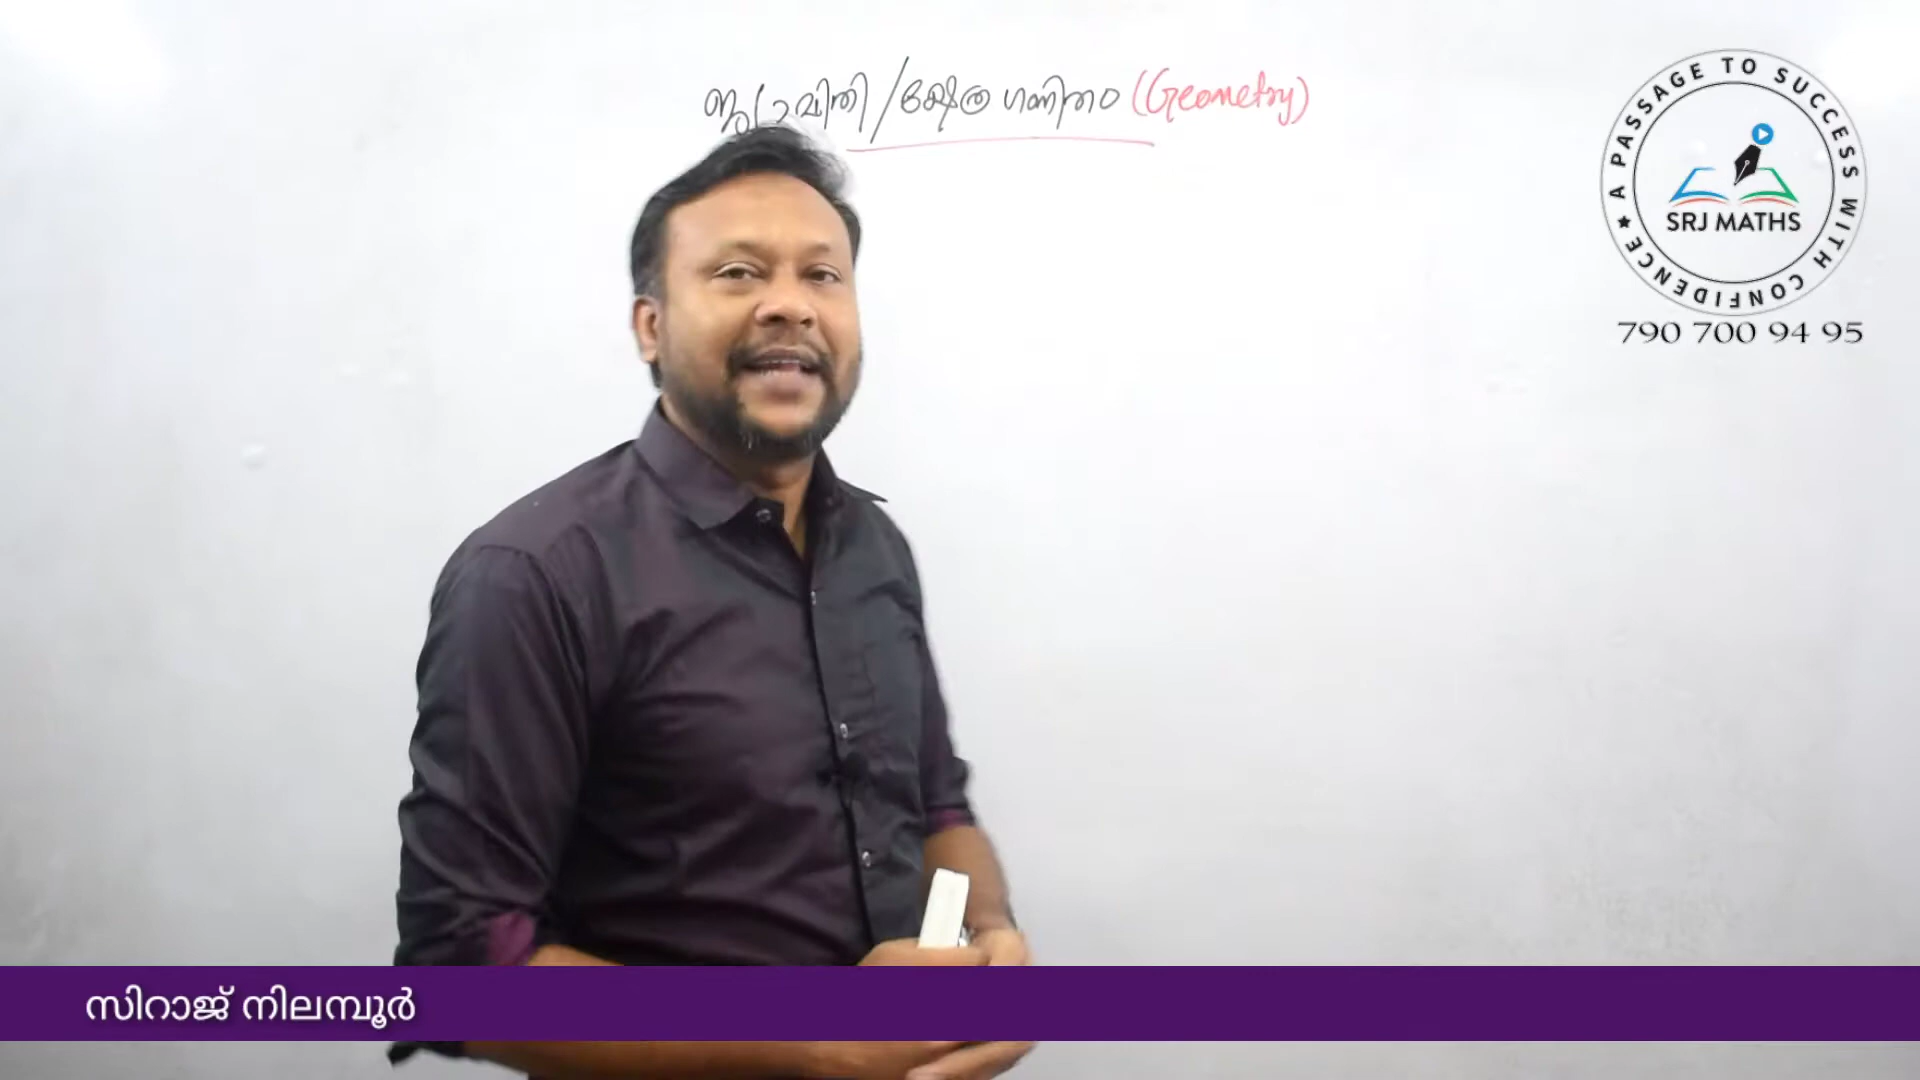 ജ്യാമിതി / ക്ഷേത്ര ഗണിതം (Geometry)
A PASSAGE TO SUCCESS WITH CONFIDENCE ★
SRJ MATHS
790 700 94 95
സിറാജ് നിലമ്പൂർ